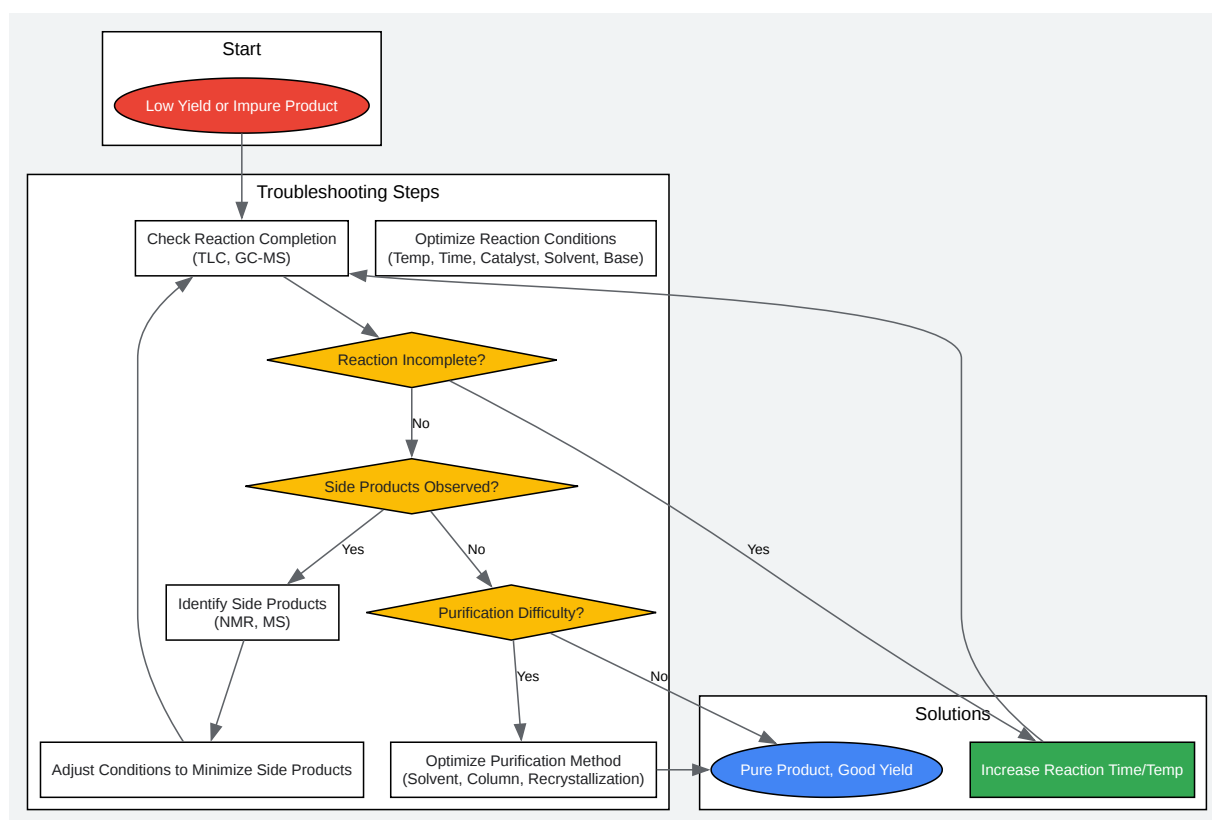 Start
Low Yield or Impure Product
Troubleshooting Steps
Check Reaction Completion
(TLC, GC-MS)
Optimize Reaction Conditions
(Temp, Time, Catalyst, Solvent, Base)
Reaction Incomplete?
No
Side Products Observed?
Yes
No
Yes
Identify Side Products
(NMR, MS)
Purification Difficulty?
Yes
No
Solutions
Adjust Conditions to Minimize Side Products
Optimize Purification Method
(Solvent, Column, Recrystallization)
Pure Product, Good Yield
Increase Reaction Time/Temp